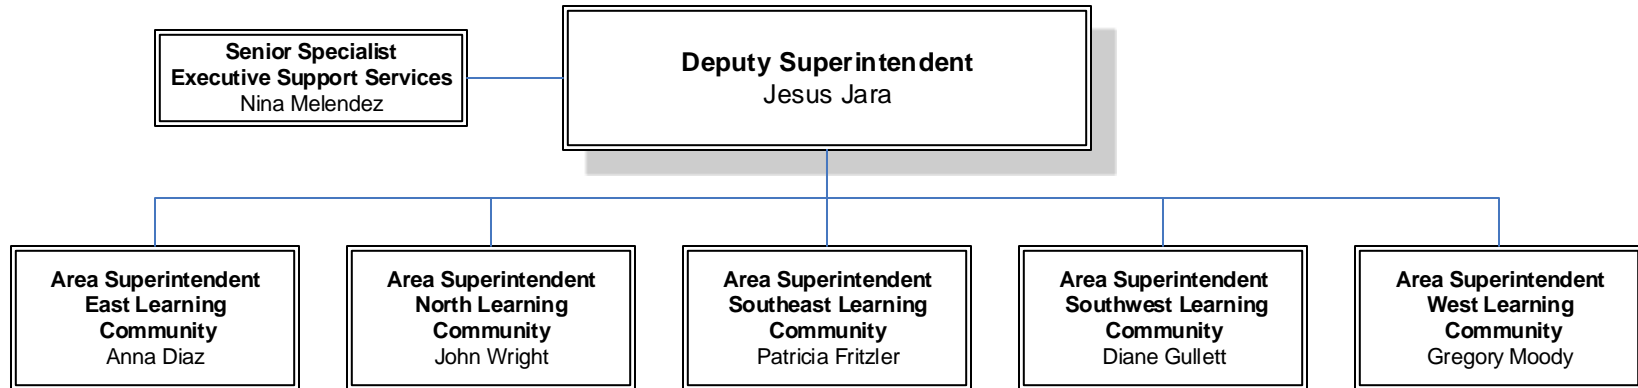 Senior Specialist
Executive Support Services
Nina Melendez
Deputy Superintendent
Jesus Jara
Area Superintendent
East Learning
Community
Anna Diaz
Area Superintendent
North Learning
Community
John Wright
Area Superintendent
Southeast Learning
Community
Patricia Fritzler
Area Superintendent
Southwest Learning
Community
Diane Gullett
Area Superintendent
West Learning
Community
Gregory Moody